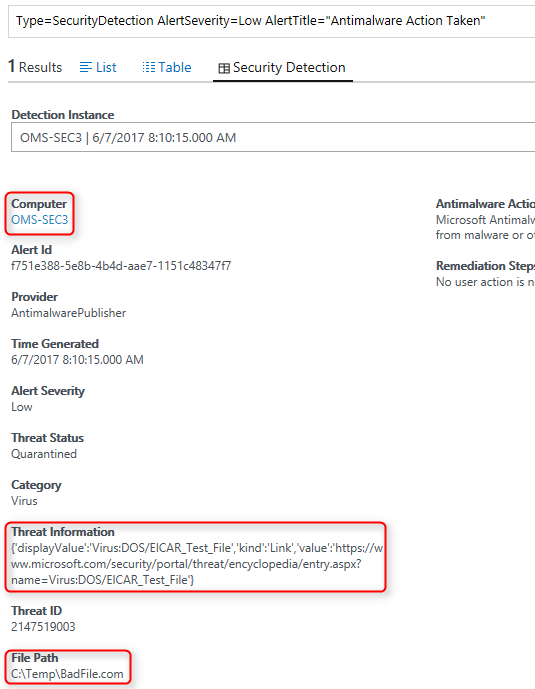 Type=SecurityDetection AlertSeverity=Low AlertTitle="Antimalware Action Taken"
1 Results List Table Security Detection
Detection Instance
OMS-SEC3 | 6/7/2017 8:10:15.000 AM
Computer
OMS-SEC3
Alert Id
f751e388-5e8b-4b4d-aae7-1151c48347f7
Provider
AntimalwarePublisher
Time Generated
6/7/2017 8:10:15.000 AM
Alert Severity
Low
Threat Status
Quarantined
Category
Virus
Threat Information
{'displayValue':'Virus:DOS/EICAR_Test_File','kind':'Link','value':'https://w
ww.microsoft.com/security/portal/threat/encyclopedia/entry.aspx?
name=Virus:DOS/EICAR_Test_File'}
Threat ID
2147519003
File Path
C:\Temp\BadFile.com
Antimalware Actio
Microsoft Antimalw
from malware or ot
Remediation Steps
No user action is n